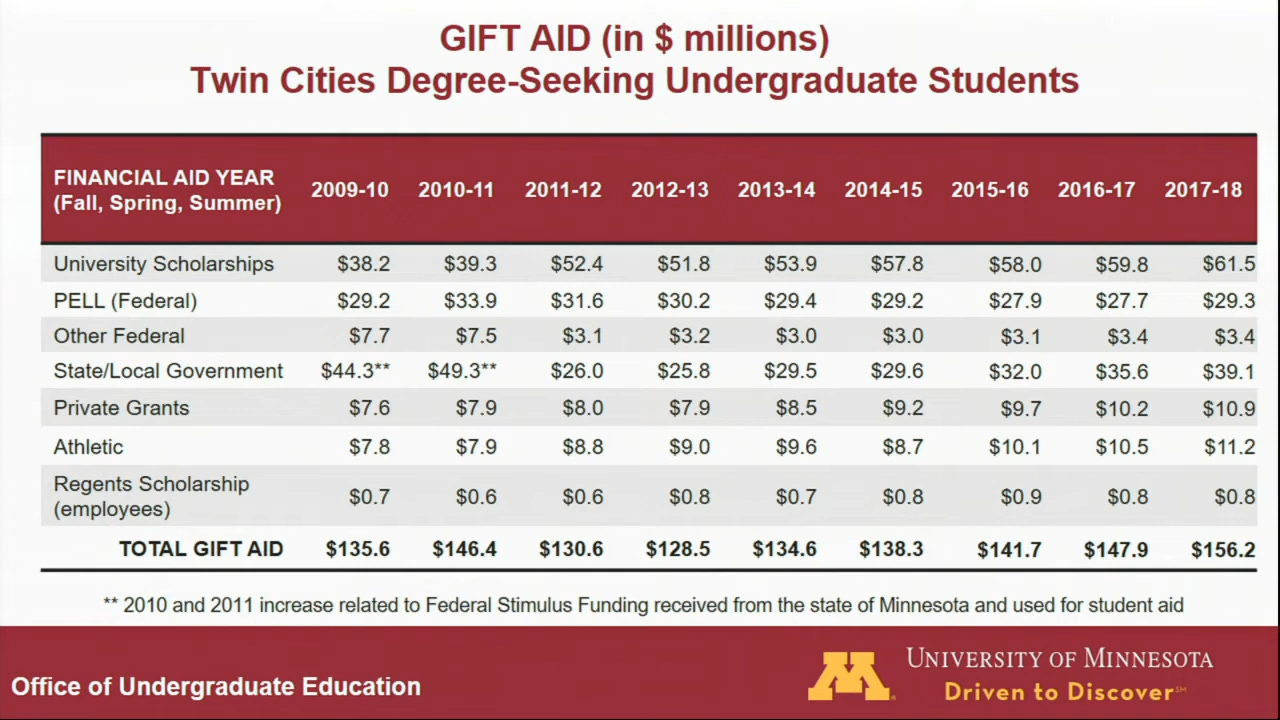 GIFT AID (in $ millions)
Twin Cities Degree-Seeking Undergraduate Students
FINANCIAL AID YEAR
(Fall, Spring, Summer) 2009-10 2010-11 2011-12 2012-13 2013-14 2014-15 2015-16 2016-17 2017-18
University Scholarships $38.2 $39.3 $52.4 $51.8 $53.9 $57.8 $58.0 $59.8 $61.5
PELL (Federal) $29.2 $33.9 $31.6 $30.2 $29.4 $29.2 $27.9 $27.7 $29.3
Other Federal $7.7 $7.5 $3.1 $3.2 $3.0 $3.0 $3.1 $3.4 $3.4
State/Local Government $44.3** $49.3** $26.0 $25.8 $29.5 $29.6 $32.0 $35.6 $39.1
Private Grants $7.6 $7.9 $8.0 $7.9 $8.5 $9.2 $9.7 $10.2 $10.9
Athletic $7.8 $7.9 $8.8 $9.0 $9.6 $8.7 $10.1 $10.5 $11.2
Regents Scholarship
(employees) $0.7 $0.6 $0.6 $0.8 $0.7 $0.8 $0.9 $0.8 $0.8
TOTAL GIFT AID $135.6 $146.4 $130.6 $128.5 $134.6 $138.3 $141.7 $147.9 $156.2
** 2010 and 2011 increase related to Federal Stimulus Funding received from the state of Minnesota and used for student aid
Office of Undergraduate Education
M
UNIVERSITY OF MINNESOTA
Driven to Discover℠